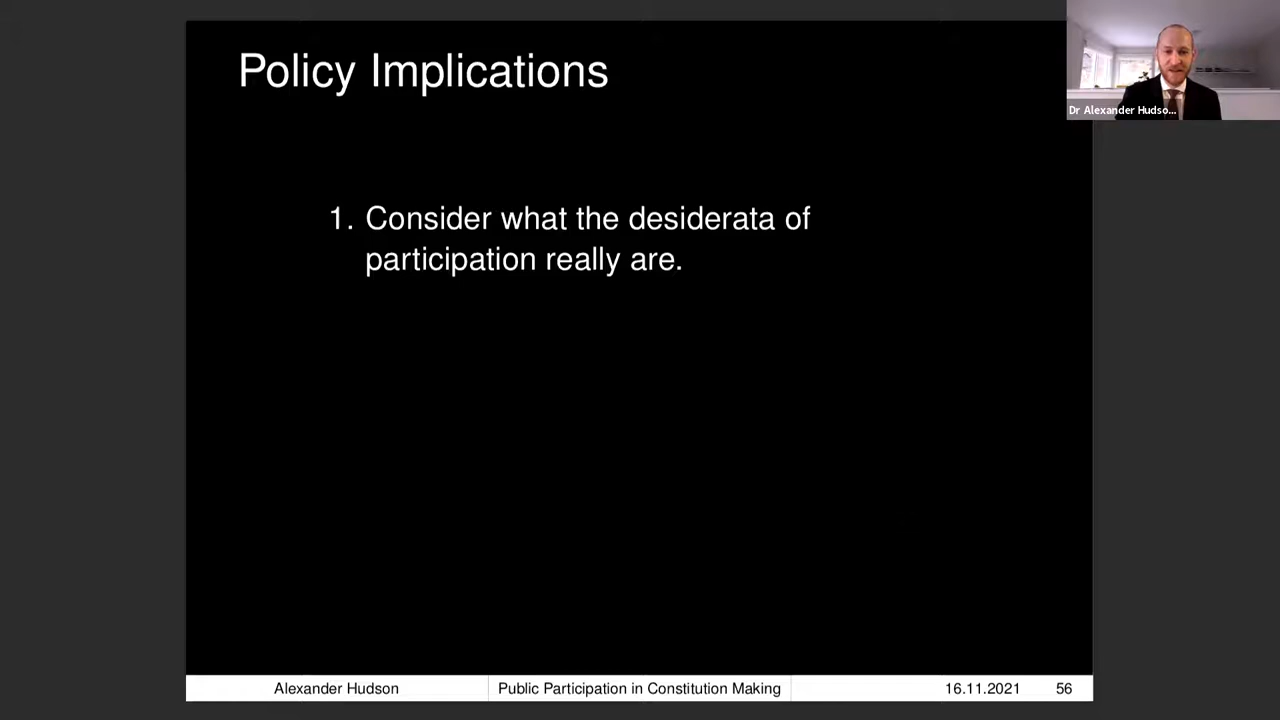 Policy Implications
Dr Alexander Hudso...
1. Consider what the desiderata of
participation really are.
Alexander Hudson
Public Participation in Constitution Making
16.11.2021
56